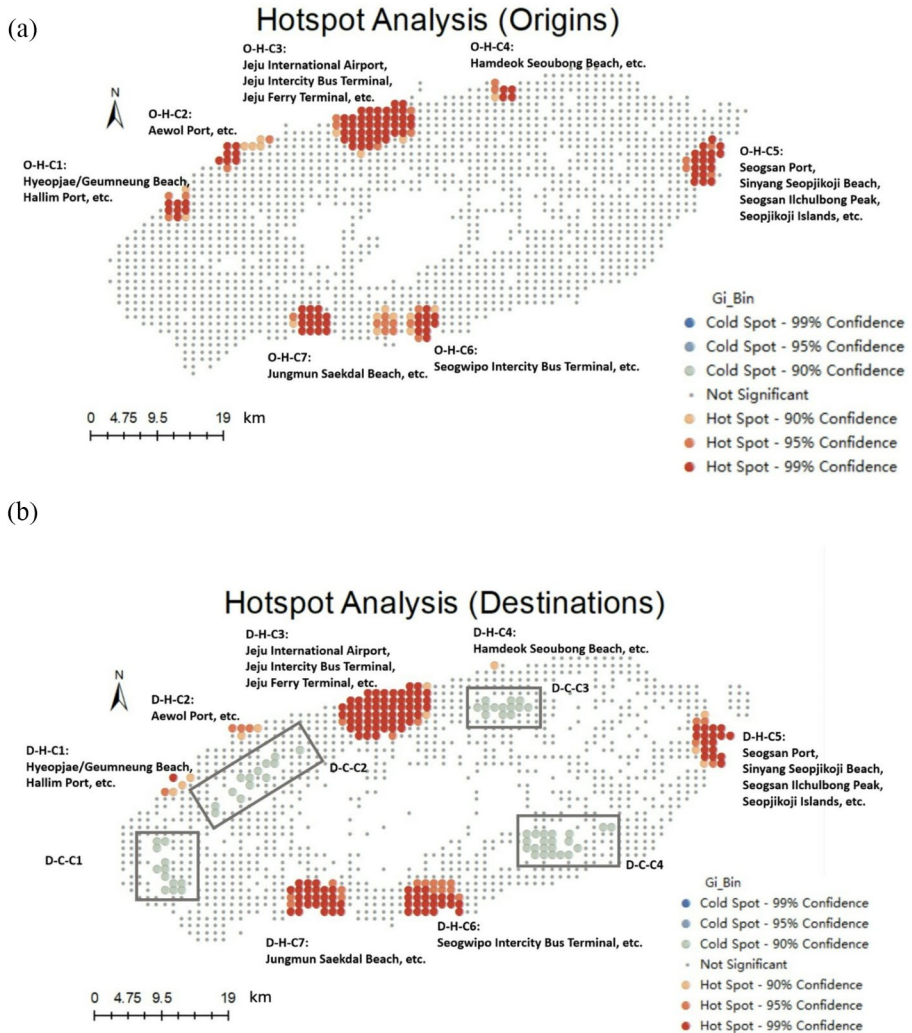 (a)
Hotspot Analysis (Origins)
O-H-C3:
Jeju International Airport,
Jeju Intercity Bus Terminal,
Jeju Ferry Terminal, etc.
O-H-C4:
Hamdeok Seoubong Beach, etc.
N
O-H-C2:
Aewol Port, etc.
O-H-C1:
Hyeopjae/Geumneung Beach,
Hallim Port, etc.
O-H-C5:
Seogsan Port,
Sinyang Seopjikoji Beach,
Seogsan Ilchulbong Peak,
Seopjikoji Islands, etc.
O-H-C7:
Jungmun Saekdal Beach, etc.
O-H-C6:
Seogwipo Intercity Bus Terminal, etc.
Gi_Bin
Cold Spot - 99% Confidence
Cold Spot - 95% Confidence
Cold Spot - 90% Confidence
Not Significant
Hot Spot - 90% Confidence
Hot Spot - 95% Confidence
Hot Spot - 99% Confidence
0 4.75 9.5 19 km
(b)
Hotspot Analysis (Destinations)
D-H-C3:
Jeju International Airport,
Jeju Intercity Bus Terminal,
Jeju Ferry Terminal, etc.
D-H-C4:
Hamdeok Seoubong Beach, etc.
N
D-H-C2:
Aewol Port, etc.
D-C-C3
D-H-C1:
Hyeopjae/Geumneung Beach,
Hallim Port, etc.
D-C-C2
D-H-C5:
Seogsan Port,
Sinyang Seopjikoji Beach,
Seogsan Ilchulbong Peak,
Seopjikoji Islands, etc.
D-C-C1
D-C-C4
D-H-C7:
Jungmun Saekdal Beach, etc.
D-H-C6:
Seogwipo Intercity Bus Terminal, etc.
Gi_Bin
Cold Spot - 99% Confidence
Cold Spot - 95% Confidence
Cold Spot - 90% Confidence
Not Significant
Hot Spot - 90% Confidence
Hot Spot - 95% Confidence
Hot Spot - 99% Confidence
0 4.75 9.5 19 km